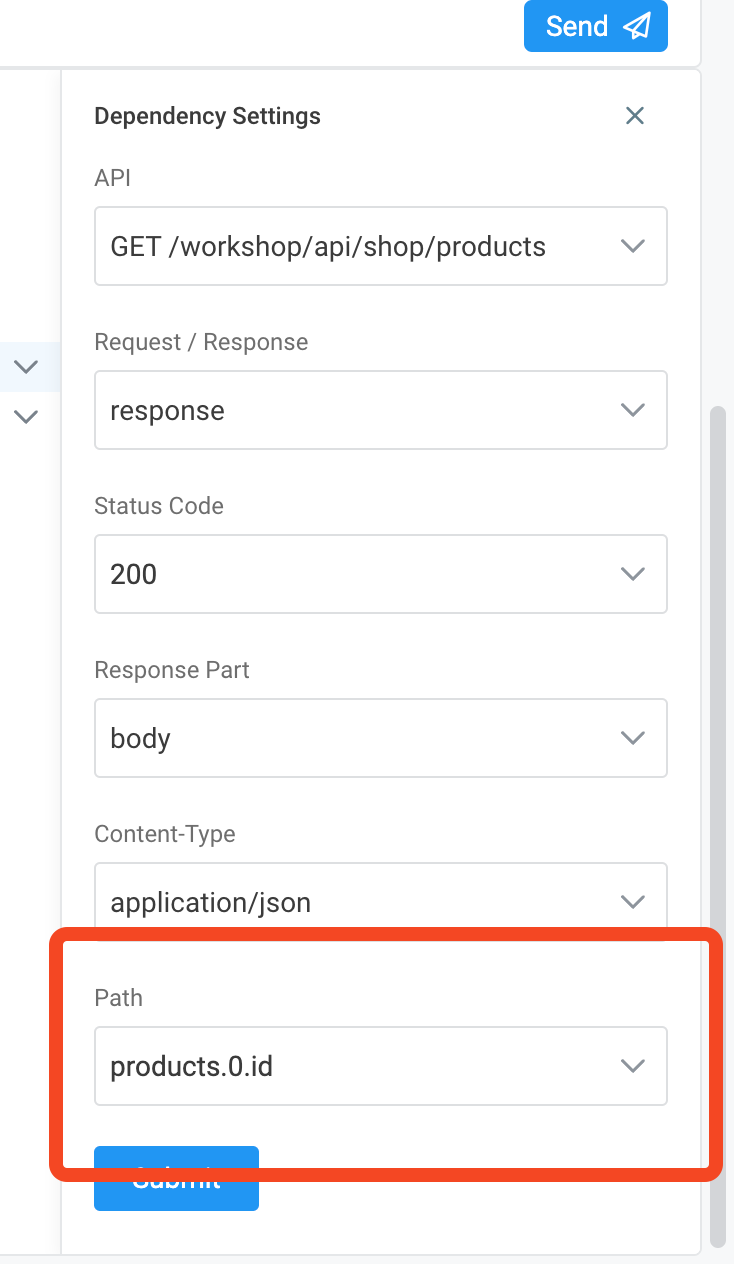 Send
Dependency Settings
API
GET /workshop/api/shop/products
Request / Response
response
Status Code
200
Response Part
body
Content-Type
application/json
Path
products.0.id
Submit